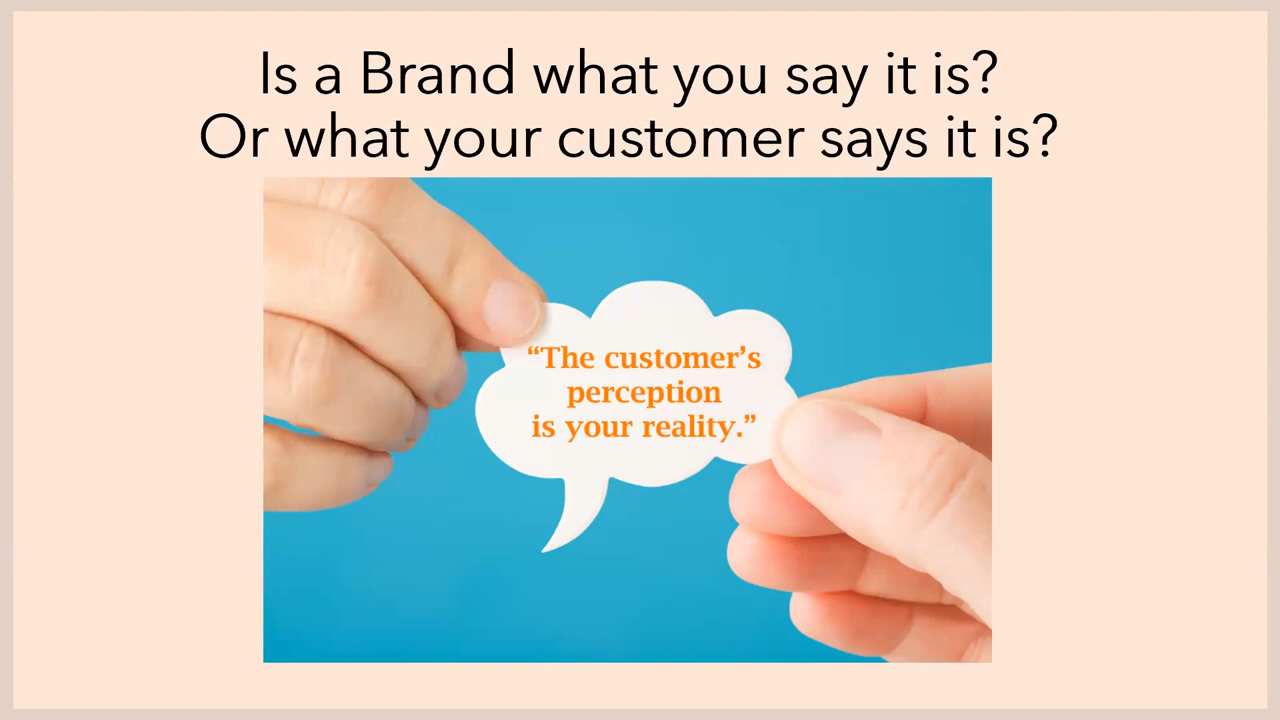 Is a Brand what you say it is?
Or what your customer says it is?
“The customer’s
perception
is your reality.”